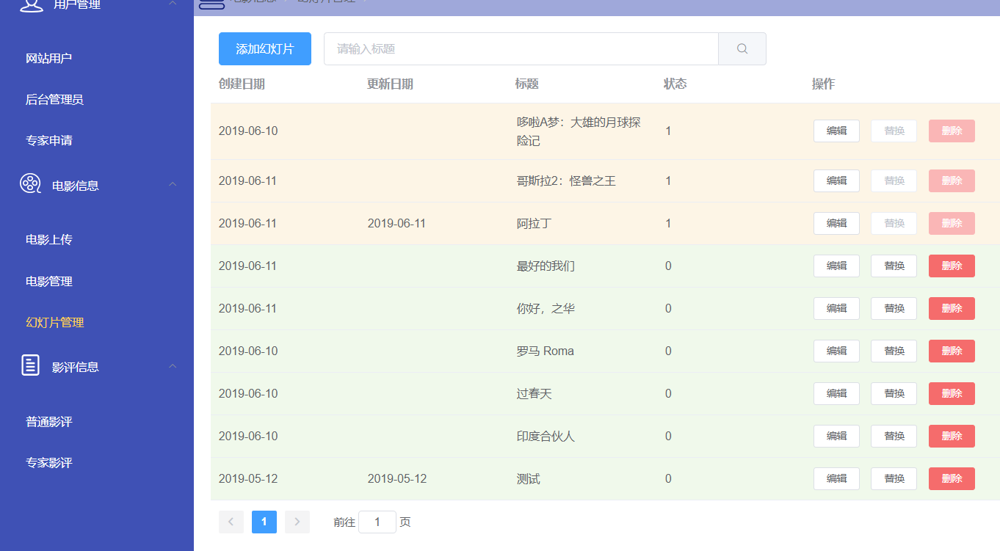 用户管理
网站用户
后台管理员
专家申请
电影信息
电影上传
电影管理
幻灯片管理
影评信息
普通影评
专家影评
电影信息 幻灯片管理
添加幻灯片 请输入标题
创建日期 更新日期 标题 状态 操作
2019-06-10 哆啦A梦：大雄的月球探 1 编辑 替换 删除
险记
2019-06-11 哥斯拉2：怪兽之王 1 编辑 替换 删除
2019-06-11 2019-06-11 阿拉丁 1 编辑 替换 删除
2019-06-11 最好的我们 0 编辑 替换 删除
2019-06-11 你好，之华 0 编辑 替换 删除
2019-06-10 罗马 Roma 0 编辑 替换 删除
2019-06-10 过春天 0 编辑 替换 删除
2019-06-10 印度合伙人 0 编辑 替换 删除
2019-05-12 2019-05-12 测试 0 编辑 替换 删除
1 前往 1 页